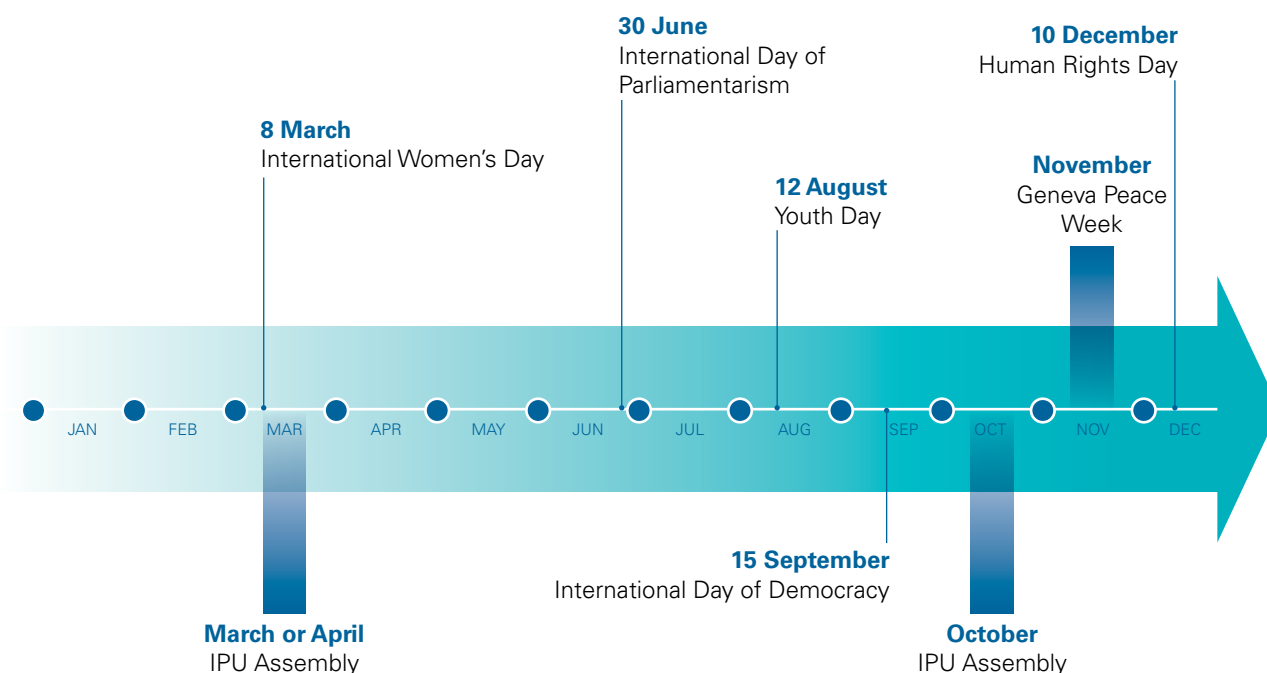 30 June
International Day of
Parliamentarism
10 December
Human Rights Day
8 March
International Women's Day
November
Geneva Peace
Week
12 August
Youth Day
JAN
FEB
MAR
APR
MAY
JUN
JUL
AUG
SEP
OCT
NOV
DEC
15 September
International Day of Democracy
March or April
IPU Assembly
October
IPU Assembly